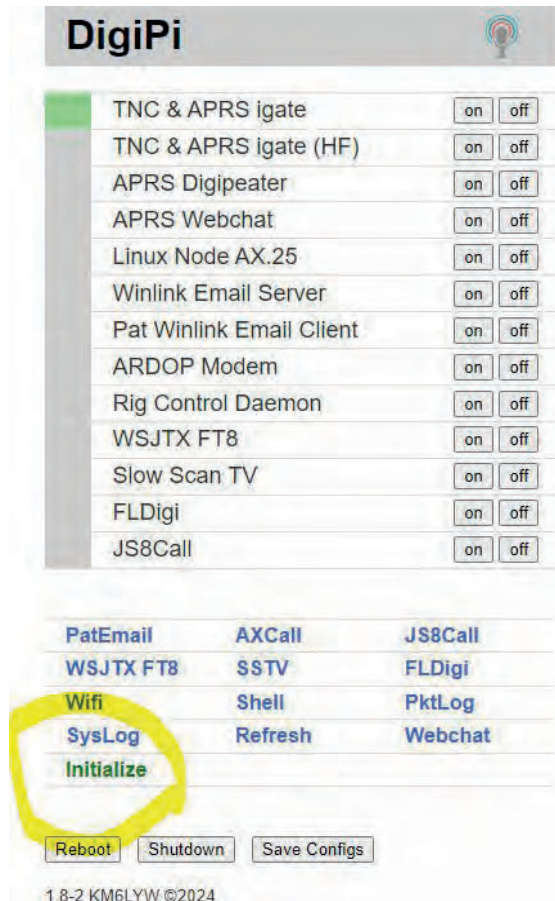 DigiPi
TNC & APRS igate on off
TNC & APRS igate (HF) on off
APRS Digipeater on off
APRS Webchat on off
Linux Node AX.25 on off
Winlink Email Server on off
Pat Winlink Email Client on off
ARDOP Modem on off
Rig Control Daemon on off
WSJTX FT8 on off
Slow Scan TV on off
FLDigi on off
JS8Call on off
PatEmail AXCall JS8Call
WSJTX FT8 SSTV FLDigi
Wifi Shell PktLog
SysLog Refresh Webchat
Initialize
Reboot Shutdown Save Configs
1.8-2 KM6LYW ©2024